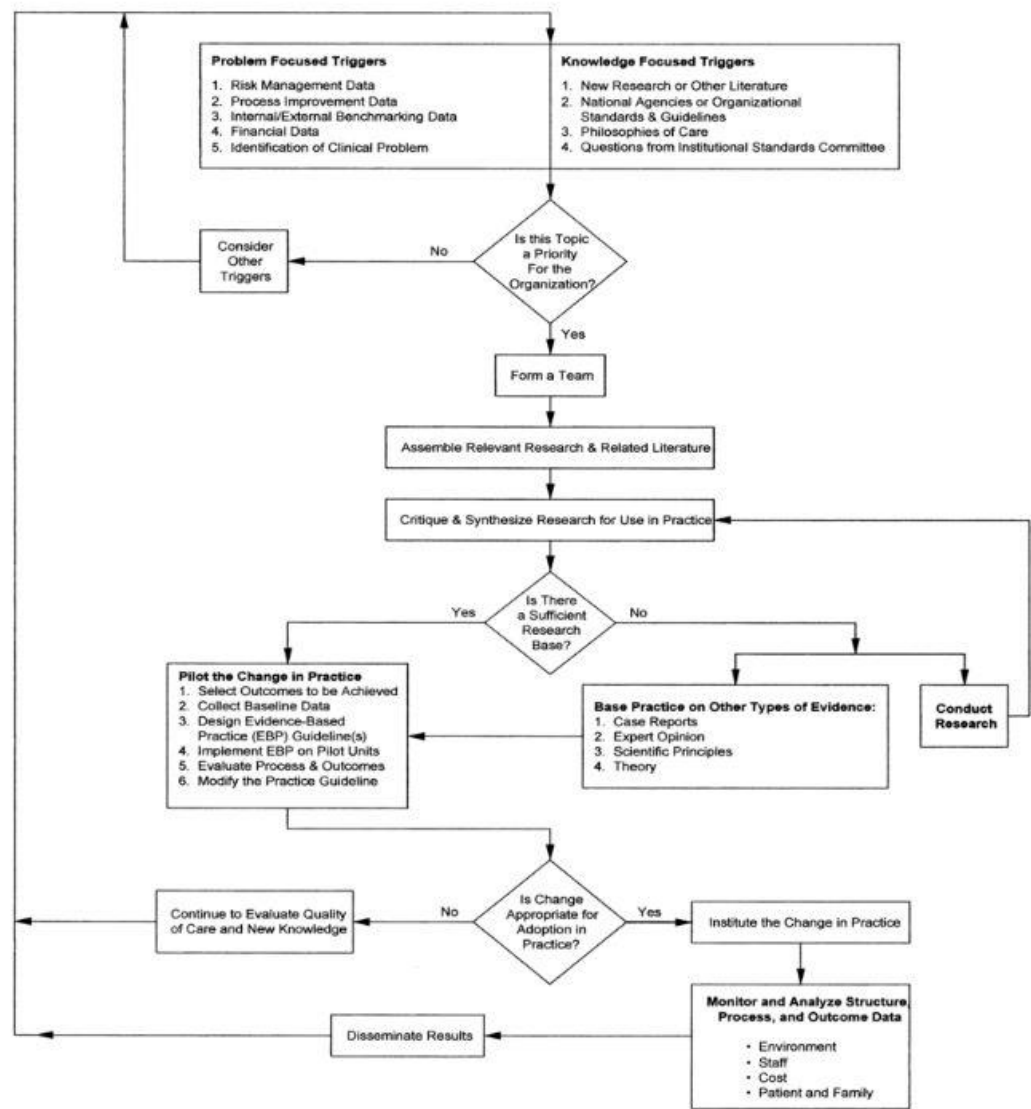 Problem Focused Triggers
1. Risk Management Data
2. Process Improvement Data
3. Internal/External Benchmarking Data
4. Financial Data
5. Identification of Clinical Problem
Knowledge Focused Triggers
1. New Research or Other Literature
2. National Agencies or Organizational
Standards & Guidelines
3. Philosophies of Care
4. Questions from Institutional Standards Committee
Consider
Other
Triggers
No
Is this Topic
a Priority
For the
Organization?
Yes
Form a Team
Assemble Relevant Research & Related Literature
Critique & Synthesize Research for Use in Practice
Yes
Is There
a Sufficient
Research
Base?
No
Pilot the Change in Practice
1. Select Outcomes to be Achieved
2. Collect Baseline Data
3. Design Evidence-Based
Practice (EBP) Guideline(s)
4. Implement EBP on Pilot Units
5. Evaluate Process & Outcomes
6. Modify the Practice Guideline
Base Practice on Other Types of Evidence:
1. Case Reports
2. Expert Opinion
3. Scientific Principles
4. Theory
Conduct
Research
Continue to Evaluate Quality
of Care and New Knowledge
No
Is Change
Appropriate for
Adoption in
Practice?
Yes
Institute the Change in Practice
Monitor and Analyze Structure,
Process, and Outcome Data
• Environment
• Staff
• Cost
• Patient and Family
Disseminate Results